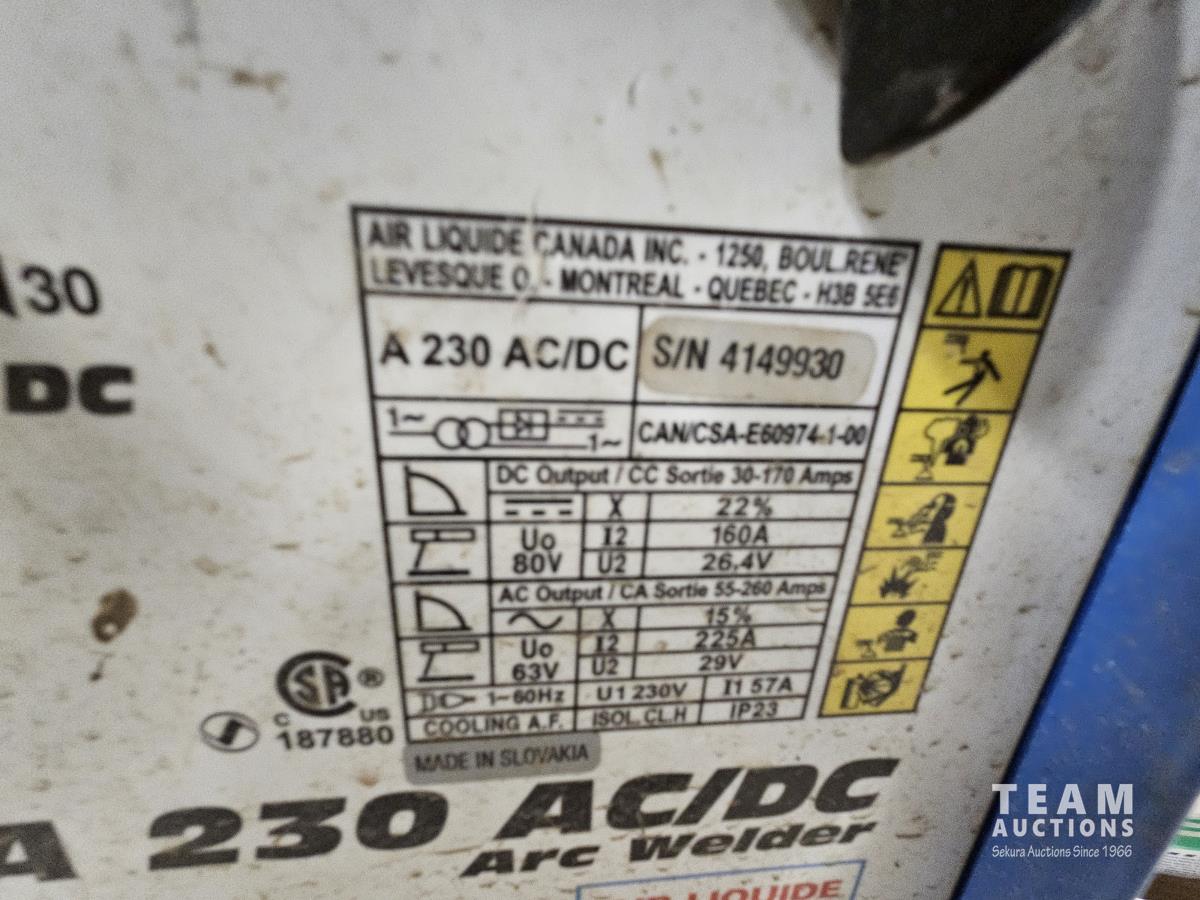 30
DC
AIR LIQUIDE CANADA INC. - 1250, BOUL.RENE'
LEVESQUE O. - MONTREAL - QUEBEC - H3B 5E6
A 230 AC/DC
S/N 4149930
1~
1~
CAN/CSA-E60974-1-00
DC Output / CC Sortie 30-170 Amps
X 22%
Uo 80V
I2 160A
U2 26,4V
AC Output / CA Sortie 55-260 Amps
X 15%
Uo 63V
I2 225A
U2 29V
1~60Hz U1 230V I1 57A
COOLING A.F. ISOL.CL.H IP23
CSA ®
C US
187880
MADE IN SLOVAKIA
A 230 AC/DC
Arc Welder
LIQUIDE
TEAM
AUCTIONS
Sekura Auctions Since 1966